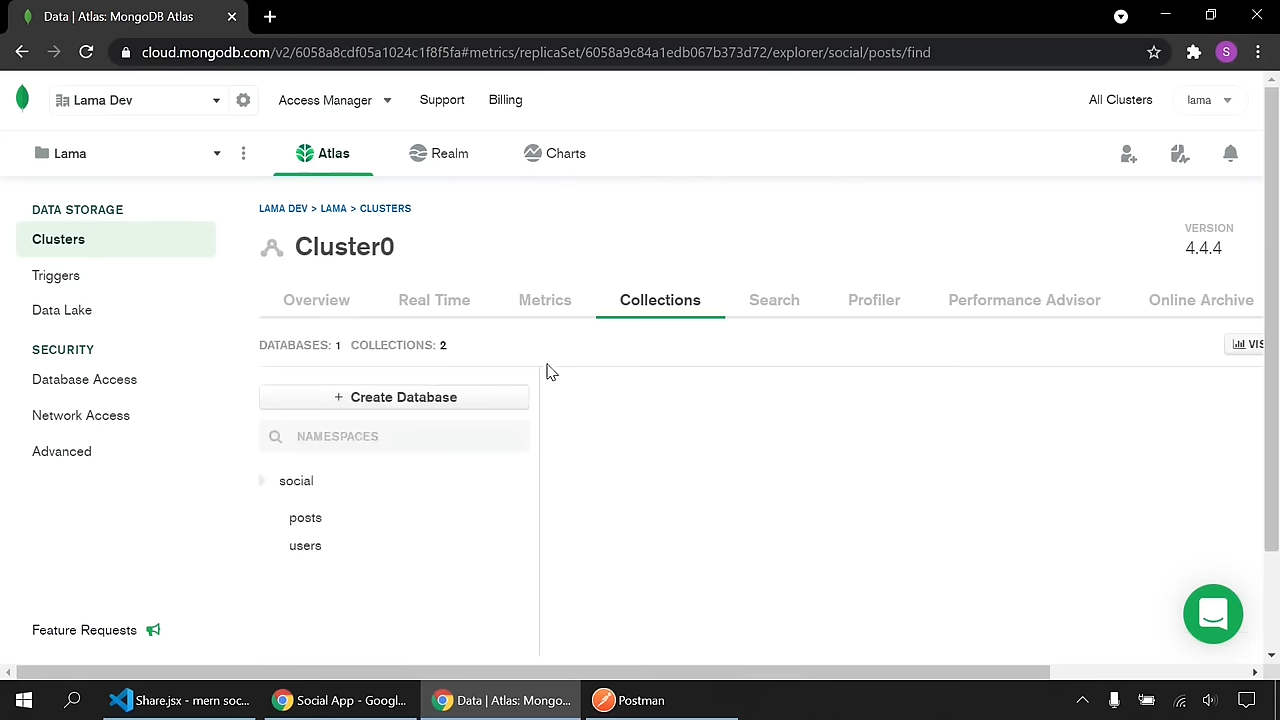 Data | Atlas: MongoDB Atlas
cloud.mongodb.com/v2/6058a8cdf05a1024c1f8f5fa#metrics/replicaSet/6058a9c84a1edb067b373d72/explorer/social/posts/find
S
Lama Dev
Access Manager
Support
Billing
All Clusters
lama
Lama
Atlas
Realm
Charts
DATA STORAGE
Clusters
Triggers
Data Lake
SECURITY
Database Access
Network Access
Advanced
Feature Requests
LAMA DEV > LAMA > CLUSTERS
Cluster0
VERSION
4.4.4
Overview
Real Time
Metrics
Collections
Search
Profiler
Performance Advisor
Online Archive
DATABASES: 1 COLLECTIONS: 2
VIS
+ Create Database
NAMESPACES
social
posts
users
Share.jsx - mern soc...
Social App - Googl...
Data | Atlas: Mongo...
Postman